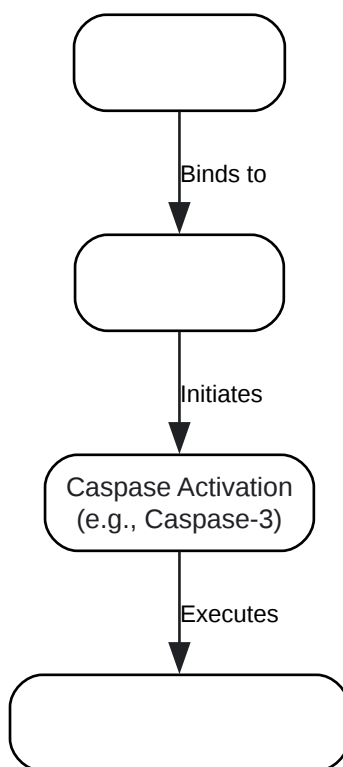 Binds to
Initiates
Caspase Activation
(e.g., Caspase-3)
Executes